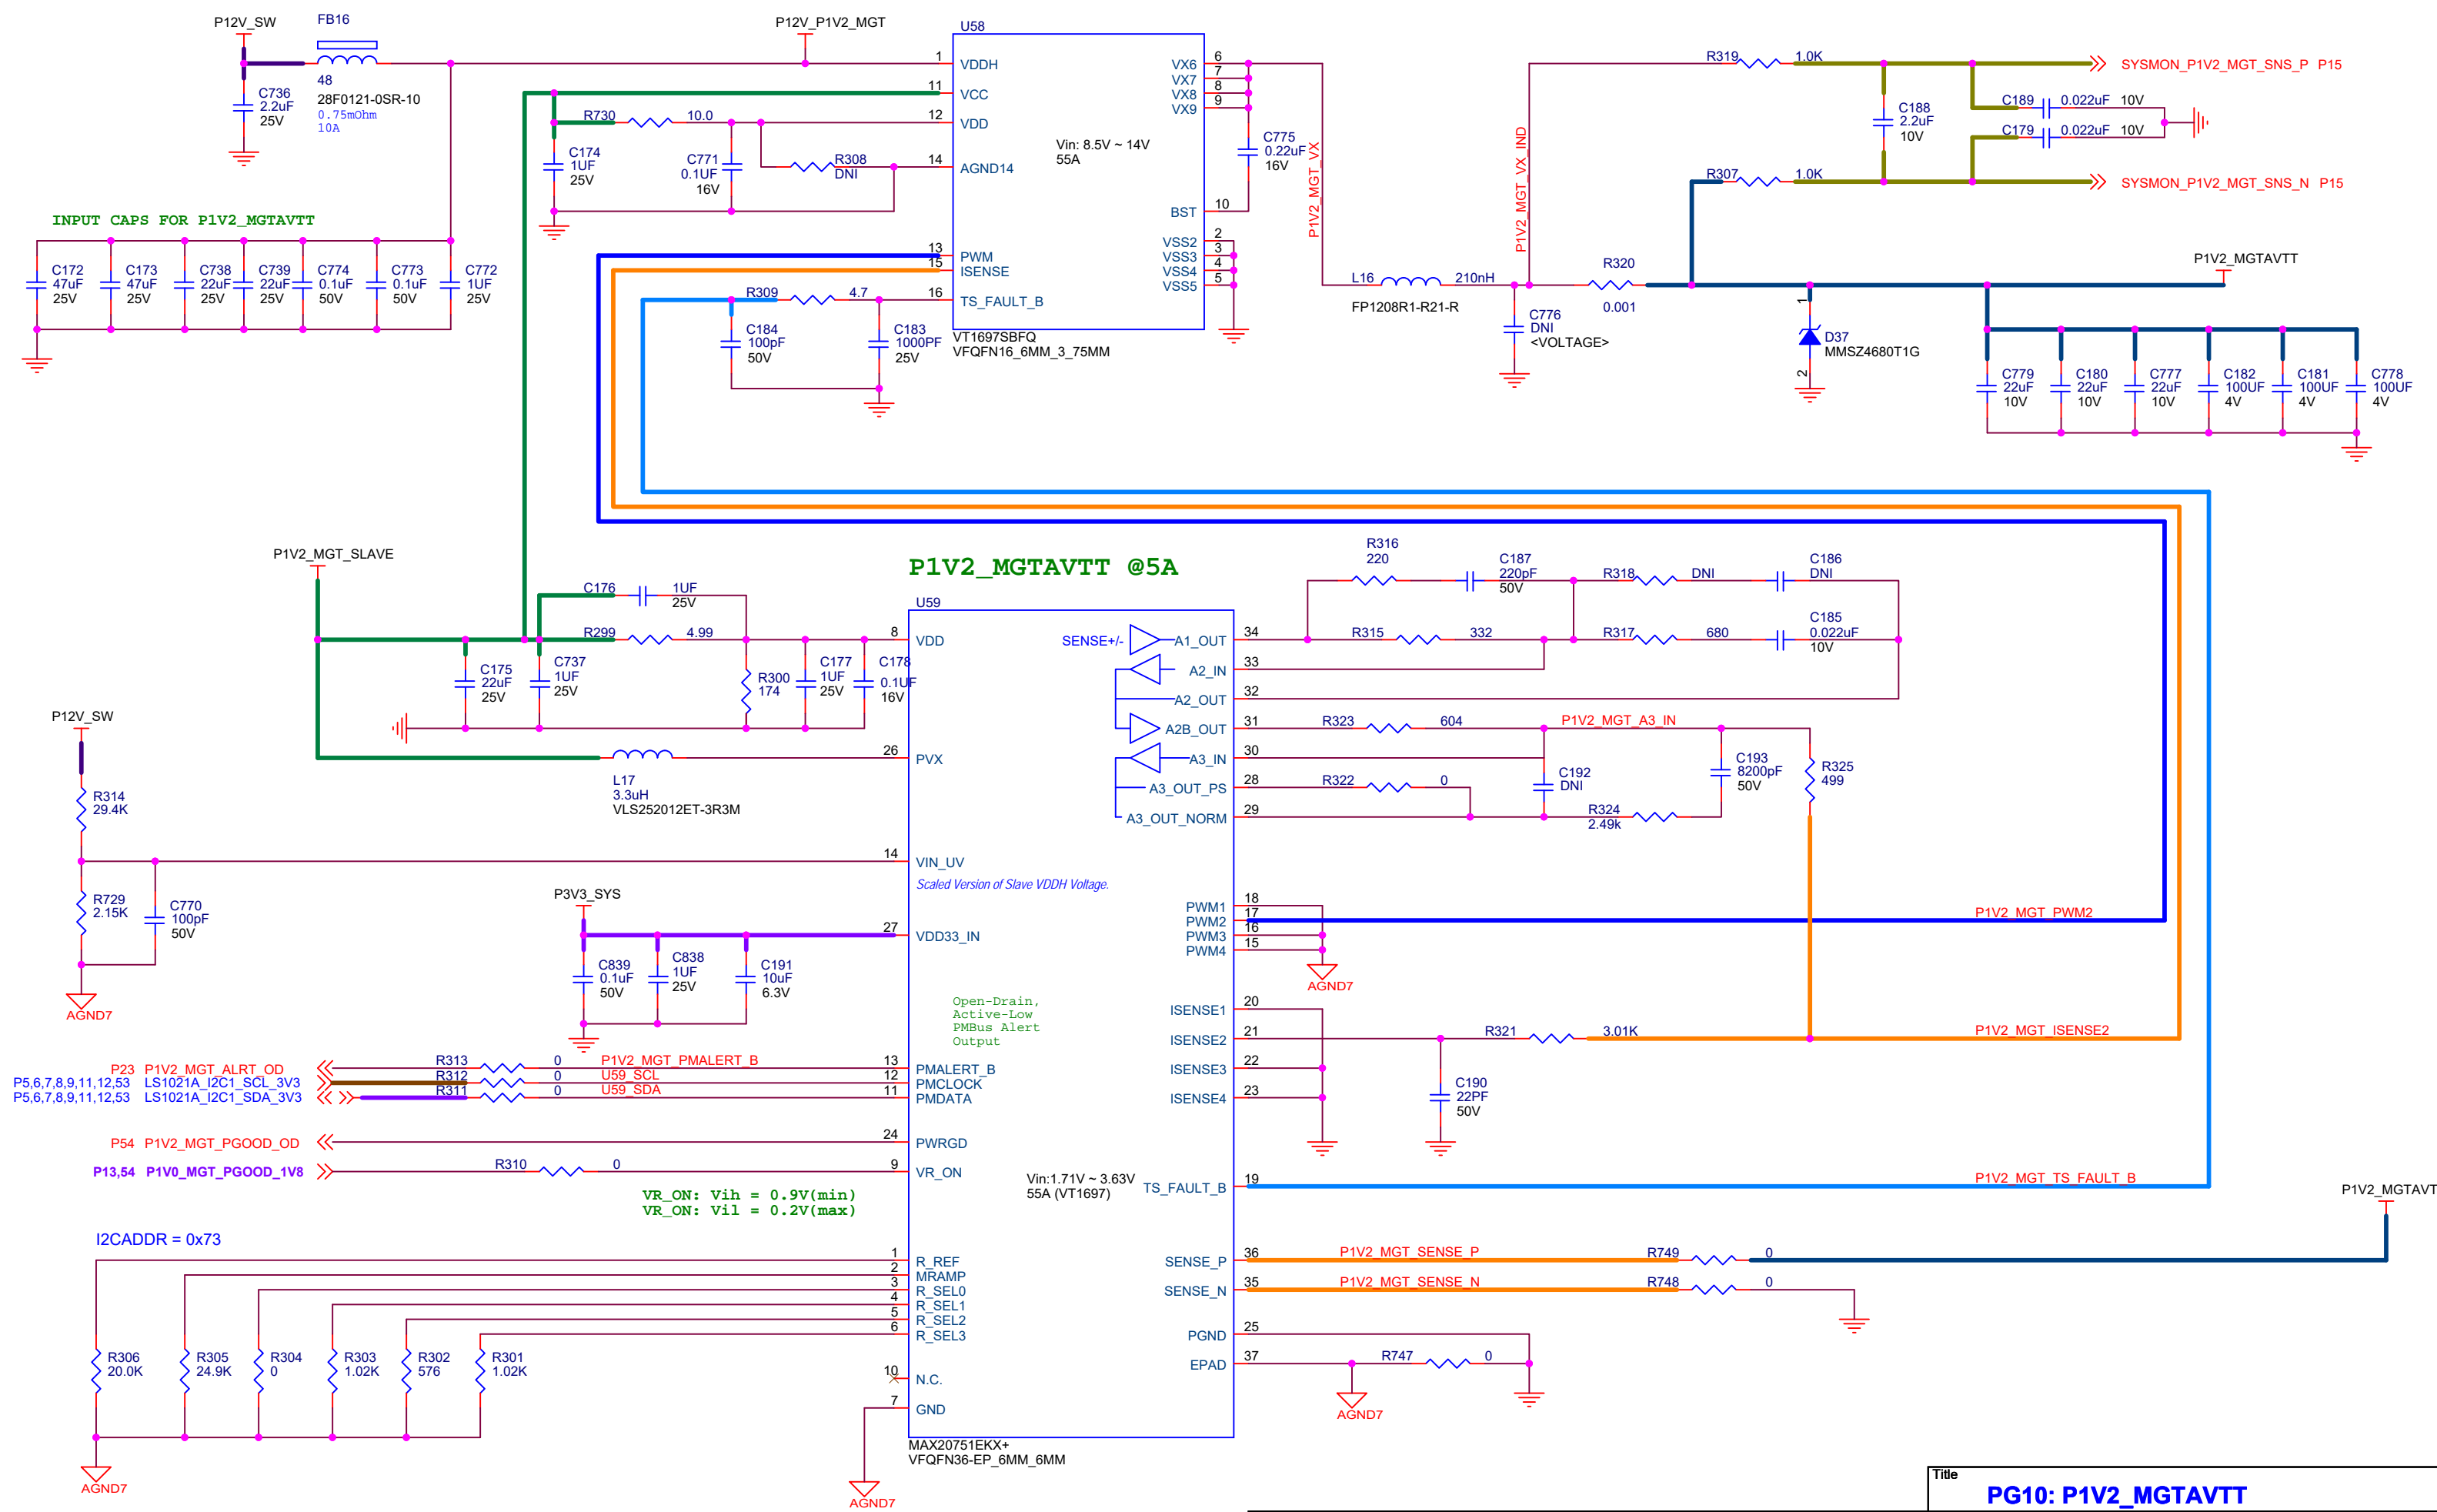 P12V_SW
FB16
48
28F0121-0SR-10
0.75mOhm
10A
C736
2.2uF
25V
P12V_P1V2_MGT
U58
1 VDDH
11 VCC
12 VDD
14 AGND14
13 PWM
15 ISENSE
16 TS_FAULT_B
VX6 6
VX7 7
VX8 8
VX9 9
BST 10
VSS2 2
VSS3 3
VSS4 4
VSS5 5
Vin: 8.5V ~ 14V
55A
VT1697SBFQ
VFQFN16_6MM_3_75MM
R730 10.0
C174
1UF
25V
C771
0.1UF
16V
R308
DNI
R309 4.7
C184
100pF
50V
C183
1000PF
25V
INPUT CAPS FOR P1V2_MGTAVTT
C172
47uF
25V
C173
47uF
25V
C738
22uF
25V
C739
22uF
25V
C774
0.1uF
50V
C773
0.1uF
50V
C772
1UF
25V
C775
0.22uF
16V
P1V2_MGT_VX
P1V2_MGT_VX_IND
L16 210nH
FP1208R1-R21-R
C776
DNI
<VOLTAGE>
R320
0.001
R319 1.0K
R307 1.0K
C188
2.2uF
10V
C189 0.022uF 10V
C179 0.022uF 10V
SYSMON_P1V2_MGT_SNS_P P15
SYSMON_P1V2_MGT_SNS_N P15
P1V2_MGTAVTT
1
D37
MMSZ4680T1G
2
C779
22uF
10V
C180
22uF
10V
C777
22uF
10V
C182
100UF
4V
C181
100UF
4V
C778
100UF
4V
P1V2_MGT_SLAVE
P1V2_MGTAVTT @5A
C176 1UF
25V
R299 4.99
C175
22uF
25V
C737
1UF
25V
R300
174
C177
1UF
25V
C178
0.1UF
16V
L17
3.3uH
VLS252012ET-3R3M
P12V_SW
R314
29.4K
R729
2.15K
C770
100pF
50V
AGND7
P3V3_SYS
C839
0.1uF
50V
C838
1UF
25V
C191
10uF
6.3V
U59
8 VDD
26 PVX
14 VIN_UV
Scaled Version of Slave VDDH Voltage.
27 VDD33_IN
Open-Drain,
Active-Low
PMBus Alert
Output
13 PMALERT_B
12 PMCLOCK
11 PMDATA
24 PWRGD
9 VR_ON
1 R_REF
2 MRAMP
3 R_SEL0
4 R_SEL1
5 R_SEL2
6 R_SEL3
10 N.C.
7 GND
SENSE+/-
A1_OUT 34
A2_IN 33
A2_OUT 32
A2B_OUT 31
A3_IN 30
A3_OUT_PS 28
A3_OUT_NORM 29
PWM1 18
PWM2 17
PWM3 16
PWM4 15
ISENSE1 20
ISENSE2 21
ISENSE3 22
ISENSE4 23
Vin:1.71V ~ 3.63V
55A (VT1697)
TS_FAULT_B 19
SENSE_P 36
SENSE_N 35
PGND 25
EPAD 37
MAX20751EKX+
VFQFN36-EP_6MM_6MM
P23 P1V2_MGT_ALRT_OD R313 0 P1V2_MGT_PMALERT_B
P5,6,7,8,9,11,12,53 LS1021A_I2C1_SCL_3V3 R312 0 U59_SCL
P5,6,7,8,9,11,12,53 LS1021A_I2C1_SDA_3V3 R311 0 U59_SDA
P54 P1V2_MGT_PGOOD_OD
P13,54 P1V0_MGT_PGOOD_1V8 R310 0
VR_ON: Vih = 0.9V(min)
VR_ON: Vil = 0.2V(max)
I2CADDR = 0x73
R306
20.0K
R305
24.9K
R304
0
R303
1.02K
R302
576
R301
1.02K
AGND7
AGND7
R316
220
C187
220pF
50V
R318 DNI
C186
DNI
R315 332
R317 680
C185
0.022uF
10V
R323 604 P1V2_MGT_A3_IN
R322 0
C192
DNI
R324
2.49k
C193
8200pF
50V
R325
499
AGND7
P1V2_MGT_PWM2
R321 3.01K P1V2_MGT_ISENSE2
C190
22PF
50V
P1V2_MGT_TS_FAULT_B
P1V2_MGTAVT
P1V2_MGT_SENSE_P R749 0
P1V2_MGT_SENSE_N R748 0
R747 0
AGND7
Title
PG10: P1V2_MGTAVTT